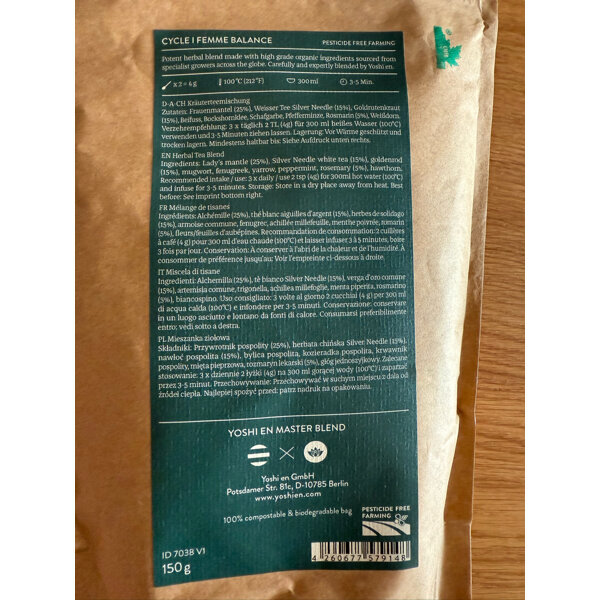 CYCLE I FEMME BALANCE
PESTICIDE FREE FARMING
Potent herbal blend made with high grade organic ingredients sourced from
specialist growers across the globe. Carefully and expertly blended by Yoshi en.
x 2 = 4g
100°C (212°F)
300ml
3-5 Min.
D-A-CH Kräuterteemischung
Zutaten: Frauenmantel (25%), Weisser Tee Silver Needle (15%), Goldrutenkraut
(15%), Beifuss, Bockshornklee, Schafgarbe, Pfefferminze, Rosmarin (5%), Weißdorn.
Verzehrempfehlung: 3 x täglich 2 TL (4g) für 300 ml heißes Wasser (100°C)
verwenden und 3-5 Minuten ziehen lassen. Lagerung: Vor Wärme geschützt und
trocken lagern. Mindestens haltbar bis: Siehe Aufdruck unten rechts.
EN Herbal Tea Blend
Ingredients: Lady's mantle (25%), Silver Needle white tea (15%), goldenrod
(15%), mugwort, fenugreek, yarrow, peppermint, rosemary (5%), hawthorn.
Recommended intake / use: 3 x daily / use 2 tsp (4g) for 300ml hot water (100°C)
and infuse for 3-5 minutes. Storage: Store in a dry place away from heat. Best
before: See imprint bottom right.
FR Mélange de tisanes
Ingrédients: Alchémille (25%), thé blanc aiguilles d'argent (15%), herbes de solidago
(15%), armoise commune, fenugrec, achillée millefeuille, menthe poivrée, romarin
(5%), fleurs/feuilles d'aubépines. Recommandation de consommation: 2 cuillères
à café (4 g) pour 300 ml d'eau chaude (100°C) et laisser infuser 3 à 5 minutes, boire
3 fois par jour. Conservation: À conserver à l'abri de la chaleur et de l'humidité. À
consommer de préférence jusqu'au: Voir l'empreinte ci-dessous à droite.
IT Miscela di tisane
Ingredienti: Alchemilla (25%), tè bianco Silver Needle (15%), verga d'oro comune
(15%), artemisia comune, trigonella, achillea millefoglie, menta piperita, rosmarino
(5%), biancospino. Uso consigliato: 3 volte al giorno 2 cucchiai (4 g) per 300 ml
di acqua calda (100°C) e infondere per 3-5 minuti. Conservazione: conservare
in un luogo asciutto e lontano da fonti di calore. Consumarsi preferibilmente
entro: vedi sotto a destra.
PL Mieszanka ziołowa
Składniki: Przywrotnik pospolity (25%), herbata chińska Silver Needle (15%),
nawłoć pospolita (15%), bylica pospolita, kozieradka pospolita, krwawnik
pospolity, mięta pieprzowa, rozmaryn lekarski (5%), głóg jednoszyjkowy. Zalecane
stosowanie: 3 x dziennie 2 łyżki (4g) na 300 ml gorącej wody (100°C) i zaparzać
przez 3-5 minut. Przechowywanie: Przechowywać w suchym miejscu z dala od
źródeł ciepła. Najlepiej spożyć przed: patrz nadruk na opakowaniu.
YOSHI EN MASTER BLEND
Yoshi en GmbH
Potsdamer Str. 81c, D-10785 Berlin
www.yoshien.com
100% compostable & biodegradable bag
PESTICIDE FREE
FARMING
ID 7038 V1
150 g
4 260677 579148